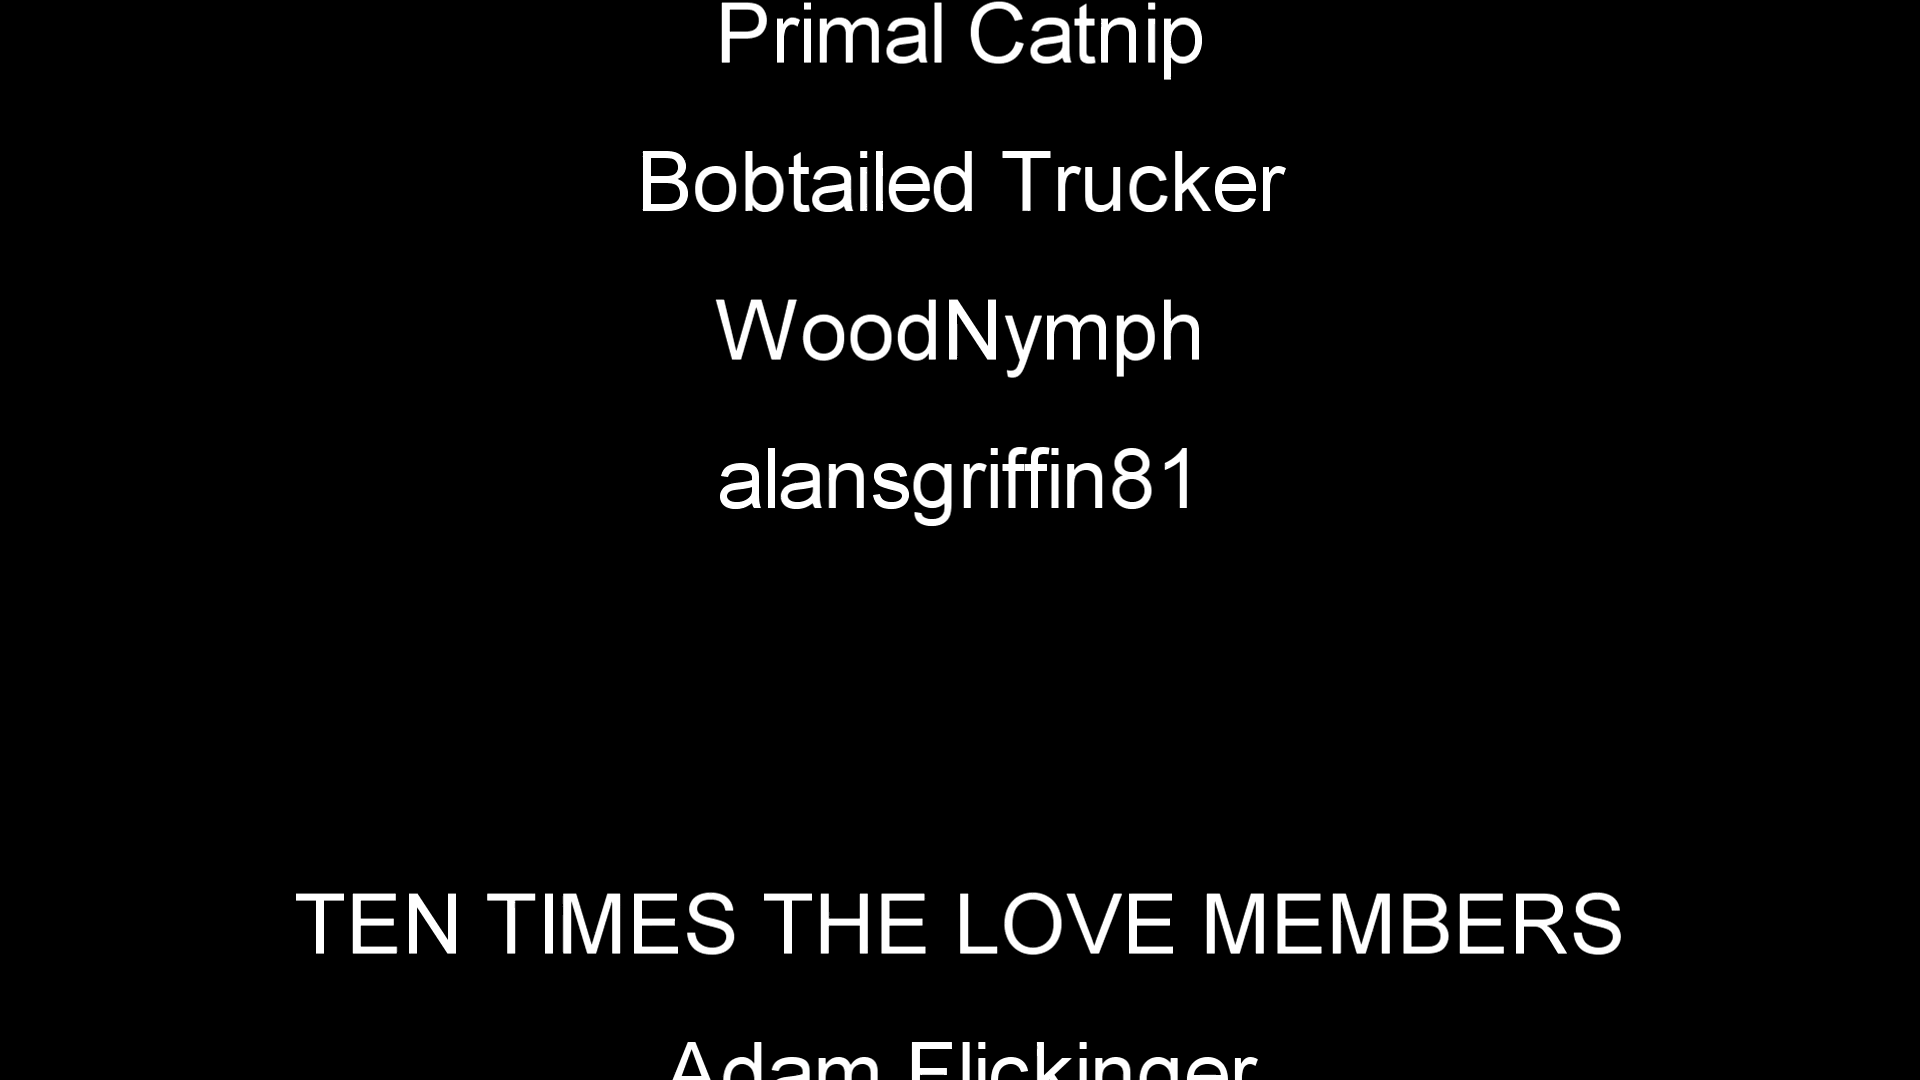 Primal Catnip
Bobtailed Trucker
WoodNymph
alansgriffin81
TEN TIMES THE LOVE MEMBERS
Adam Flickinger